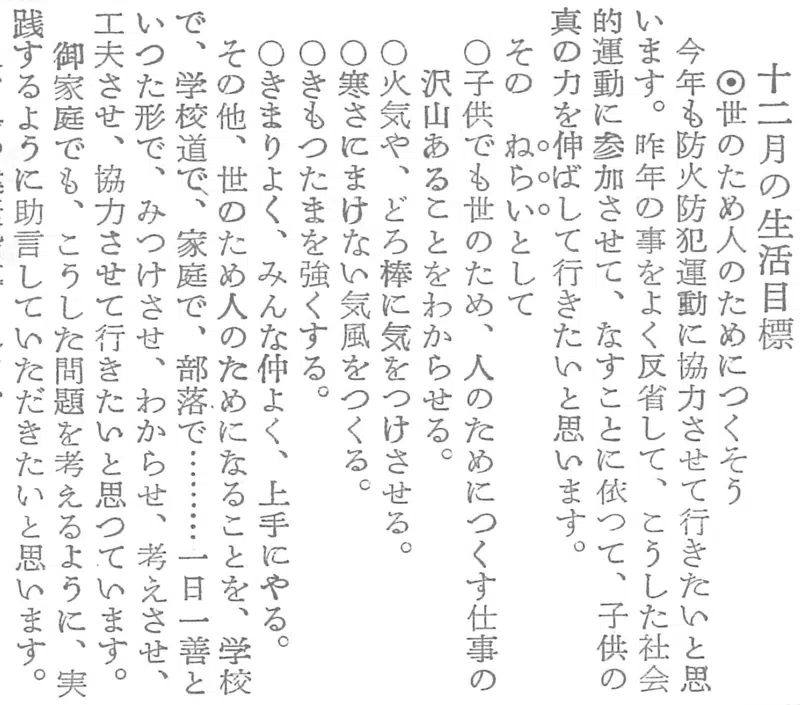 十二月の生活目標
⦿世のため人のためにつくそう
今年も防火防犯運動に協力させて行きたいと思
います。昨年の事をよく反省して、こうした社会
的運動に参加させて、なすことに依つて、子供の
真の力を伸ばして行きたいと思います。
その　ねらいとして
○子供でも世のため、人のためにつくす仕事の
沢山あることをわからせる。
○火気や、どろ棒に気をつけさせる。
○寒さにまけない気風をつくる。
○きもつたまを強くする。
○きまりよく、みんな仲よく、上手にやる。
その他、世のため人のためになることを、学校
で、学校道で、家庭で、部落で………一日一善と
いつた形で、みつけさせ、わからせ、考えさせ、
工夫させ、協力させて行きたいと思つています。
御家庭でも、こうした問題を考えるように、実
践するように助言していただきたいと思います。